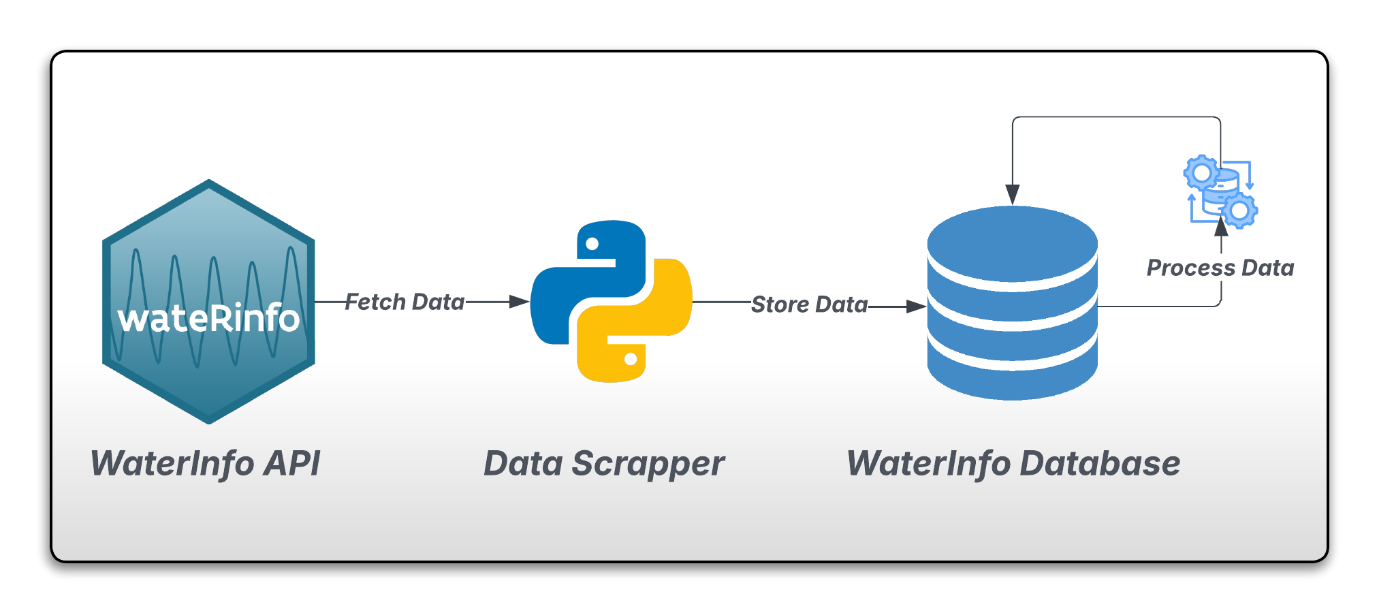 Process Data
wateRinfo
Fetch Data
Store Data
WaterInfo API
Data Scrapper
WaterInfo Database